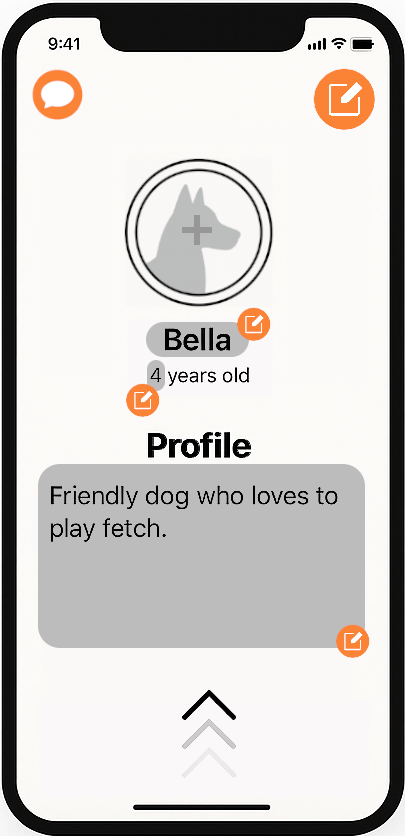 9:41
Bella
4 years old
Profile
Friendly dog who loves to
play fetch.